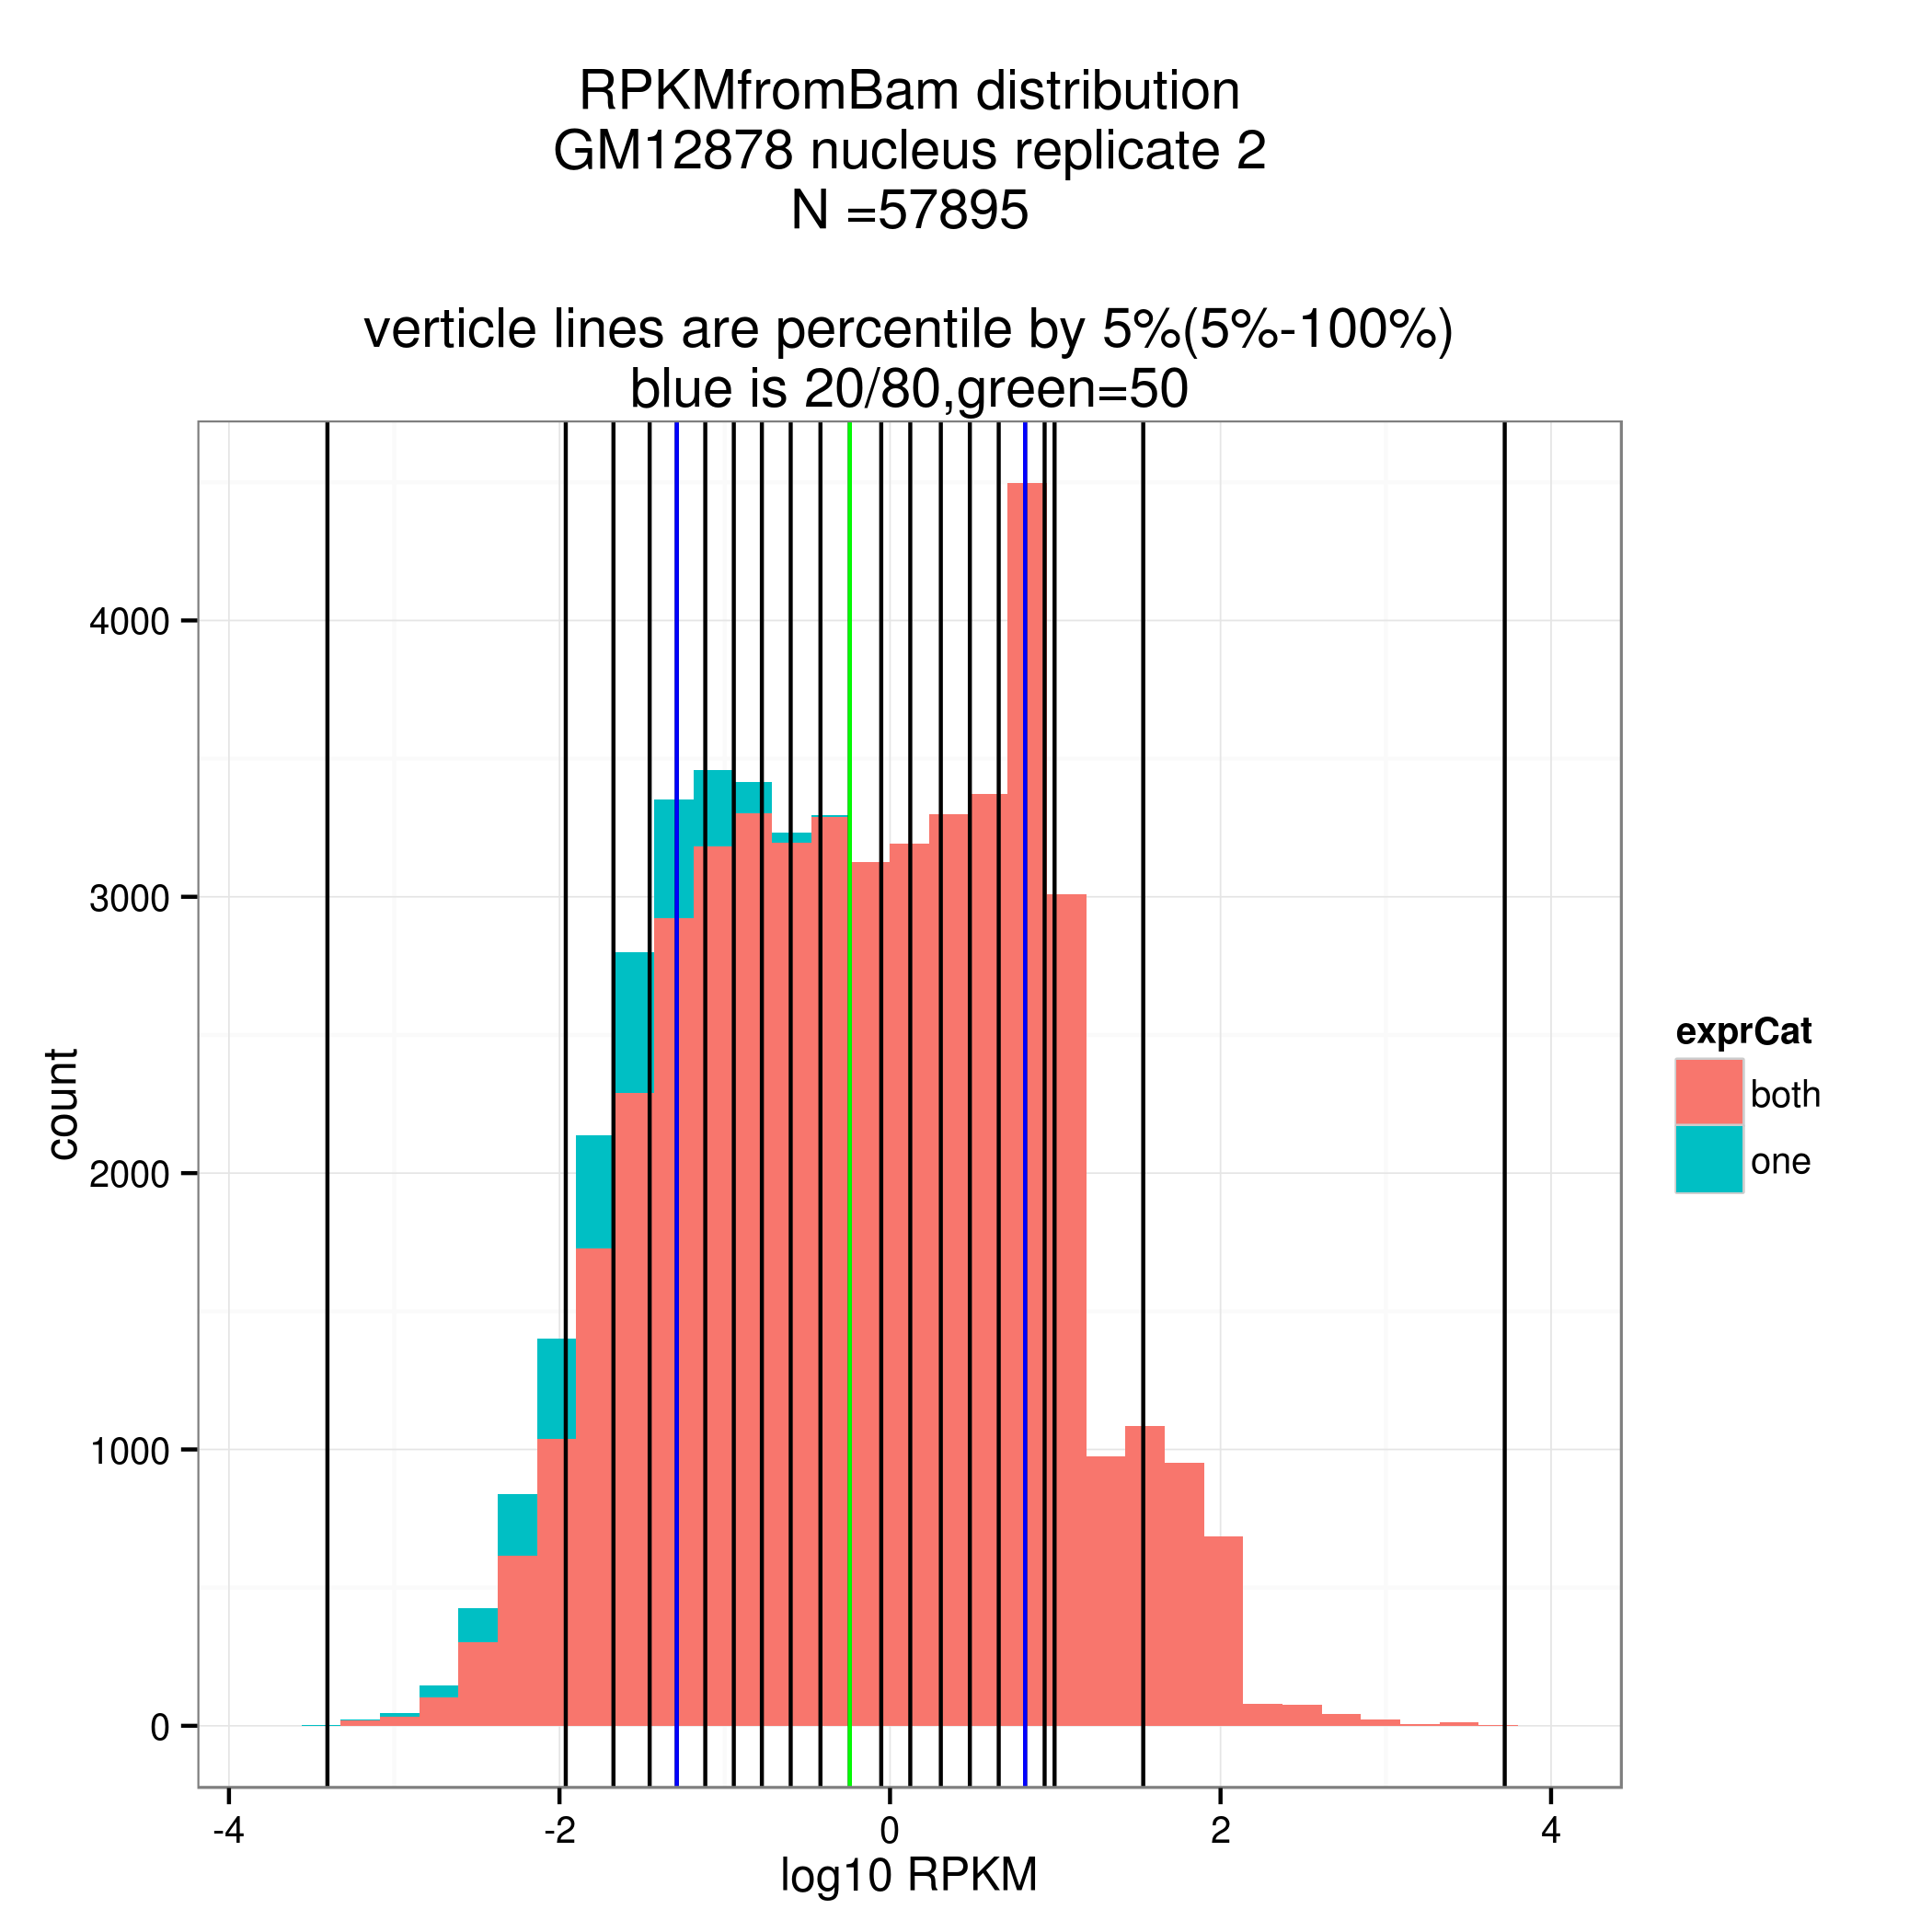 RPKMfromBam distribution
GM12878 nucleus replicate 2
N =57895
verticle lines are percentile by 5%(5%-100%)
blue is 20/80,green=50
4000
3000
2000
1000
0
count
-4
-2
0
2
4
log10 RPKM
exprCat
both
one